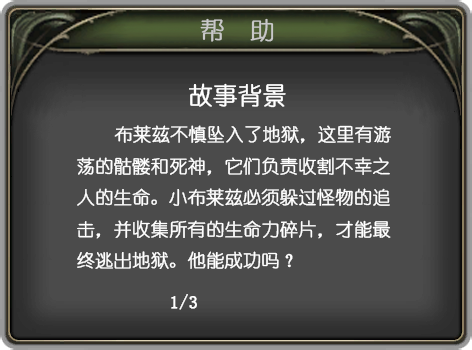 帮 助
故事背景
布莱兹不慎坠入了地狱，这里有游
荡的骷髅和死神，它们负责收割不幸之
人的生命。小布莱兹必须躲过怪物的追
击，并收集所有的生命力碎片，才能最
终逃出地狱。他能成功吗？
1/3